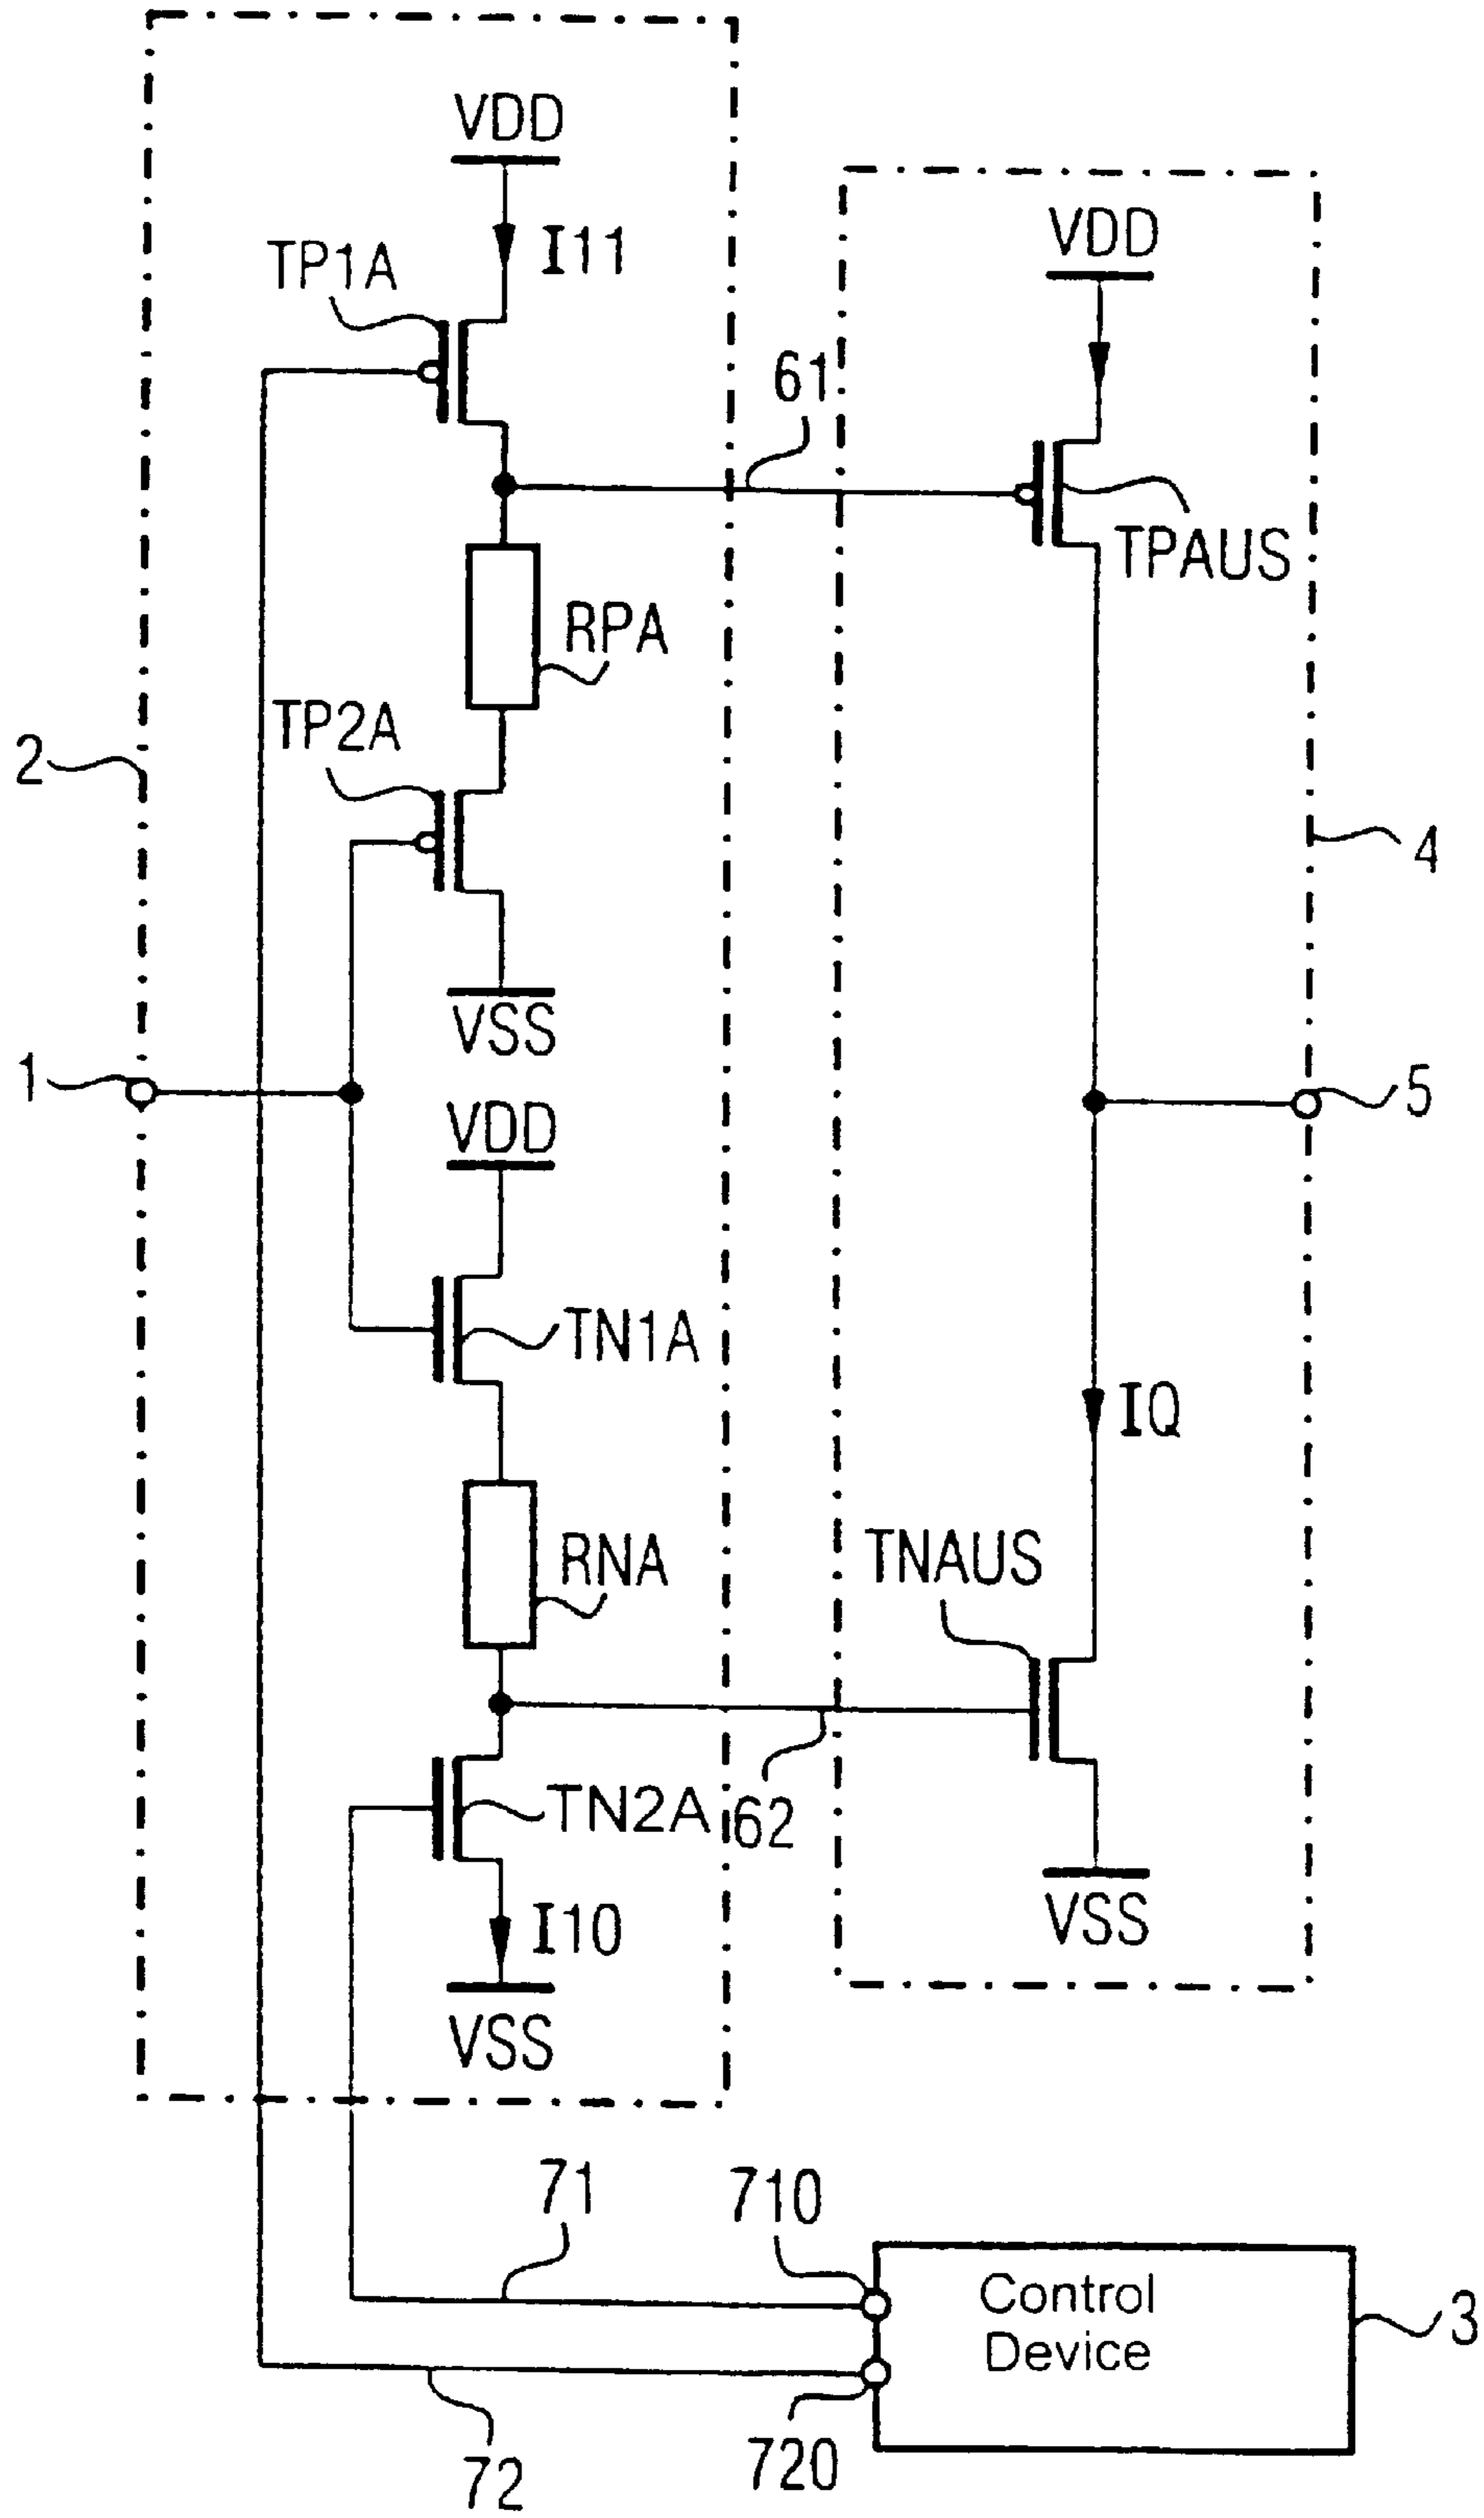 VDD
I11
TP1A
VDD
61
TPAUS
RPA
TP2A
2
4
VSS
1
5
VDD
TN1A
IQ
RNA
TNAUS
TN2A
62
I10
VSS
VSS
71
710
Control
Device
3
72
720